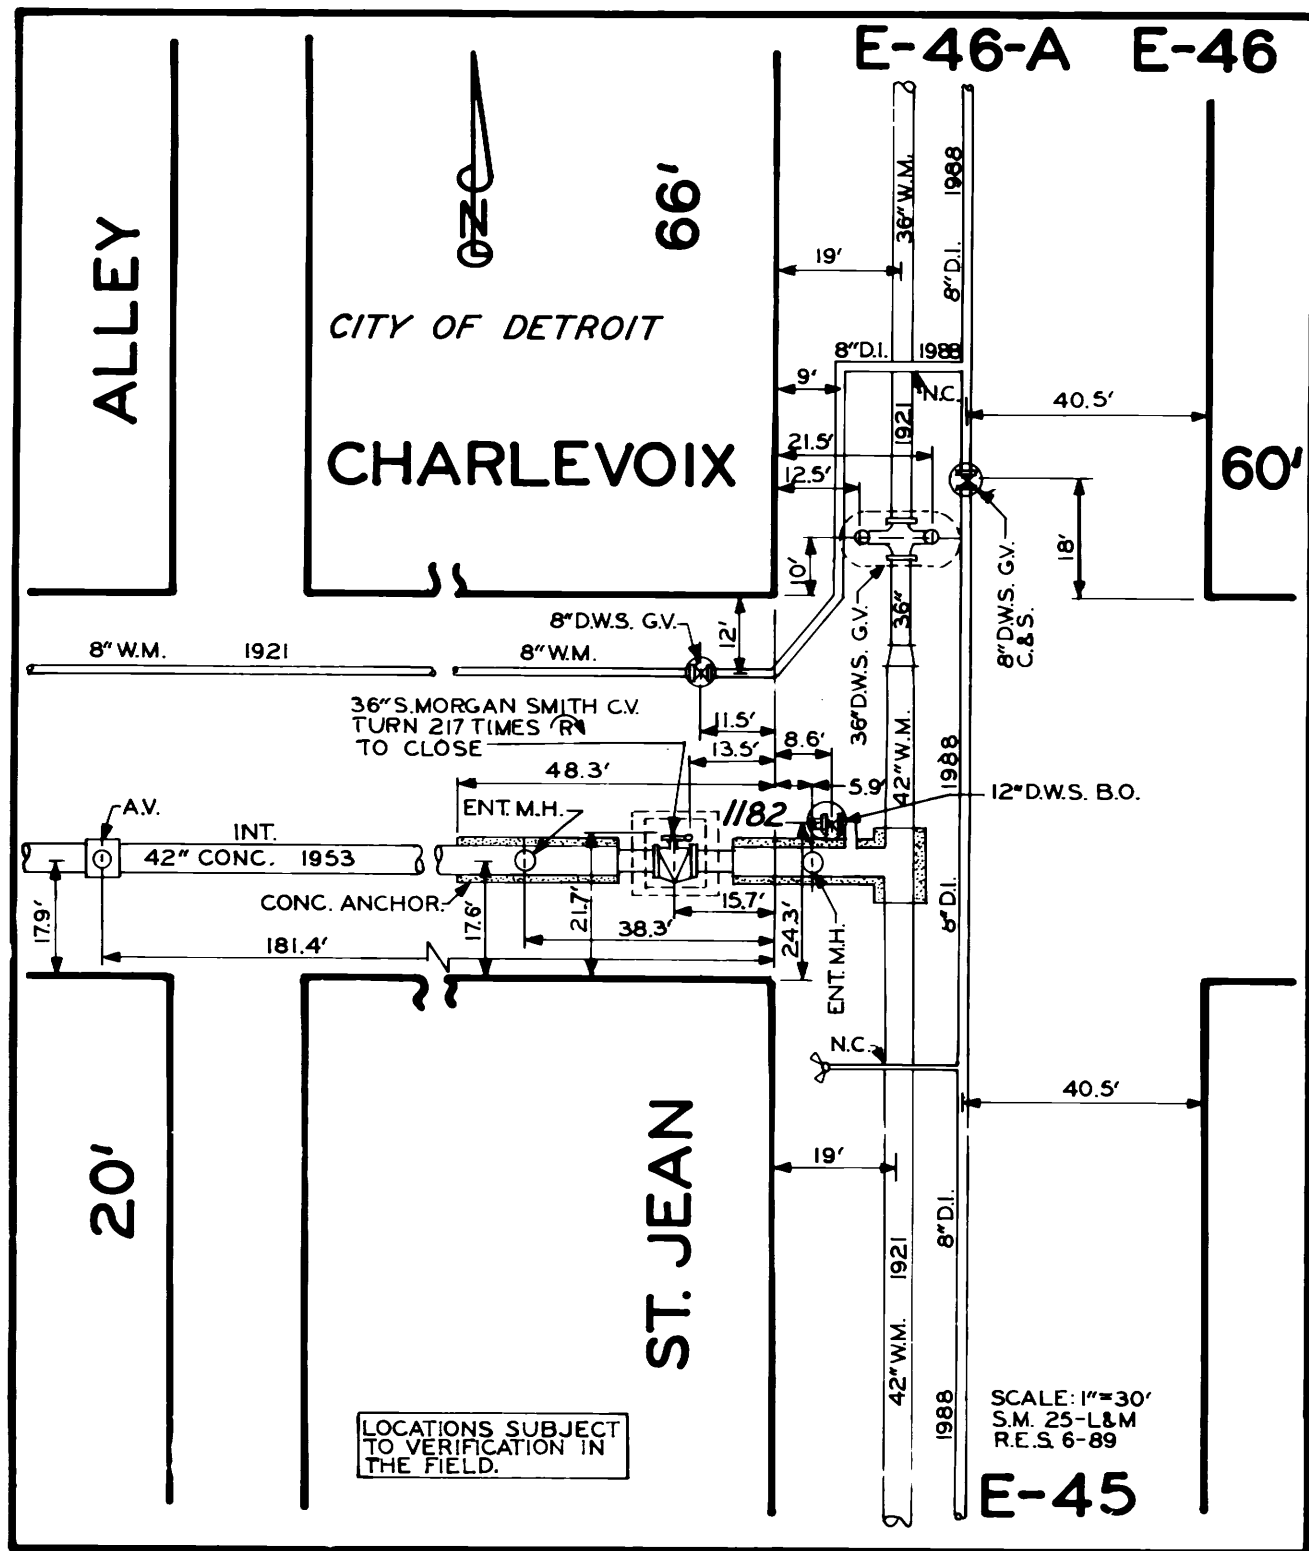 E-46-A E-46
ALLEY
N
66'
36" W.M.
1988
8" D.I.
19'
CITY OF DETROIT
8" D.I. 1988
9'
N.C.
40.5'
1921
21.5'
CHARLEVOIX
12.5'
60'
18'
8" D.W.S. G.V.
C. & S.
10'
36"
36" D.W.S. G.V.
8" D.W.S. G.V.
12'
8" W.M. 1921
8" W.M.
36" S. MORGAN SMITH C.V.
TURN 217 TIMES R
TO CLOSE
11.5'
13.5'
8.6'
42" W.M.
1988
48.3'
5.9'
12" D.W.S. B.O.
A.V.
ENT. M.H.
1182
INT.
42" CONC. 1953
CONC. ANCHOR.
17.9'
17.6'
21.7'
15.7'
24.3'
8" D.I.
38.3'
181.4'
ENT. M.H.
N.C.
40.5'
20'
ST. JEAN
19'
8" D.I.
1921
42" W.M.
1988
SCALE: 1"=30'
S.M. 25-L&M
R.E.S. 6-89
LOCATIONS SUBJECT
TO VERIFICATION IN
THE FIELD.
E-45